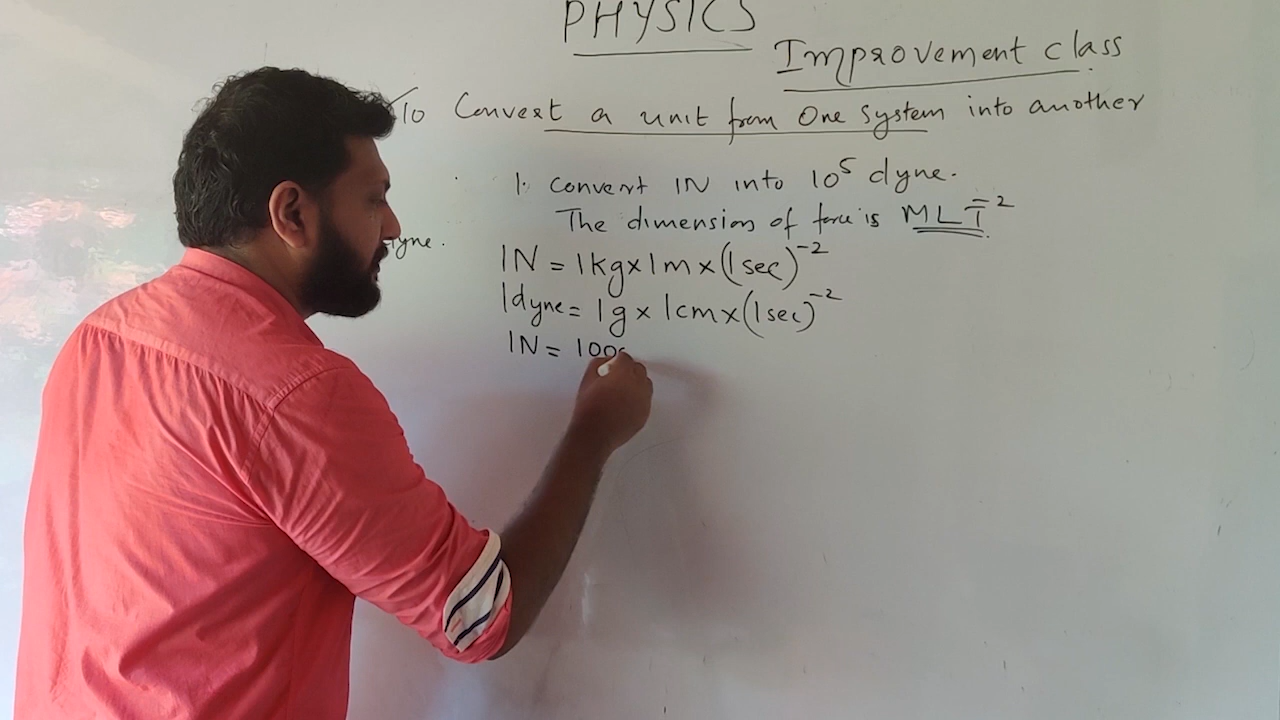 PHYSICS
Improvement class
To Convert a unit from One system into another
1. Convert 1N into 10⁵ dyne.
The dimension of force is MLT⁻²
dyne.
1N = 1kg x 1m x (1sec)⁻²
1dyne = 1g x 1cm x (1sec)⁻²
1N = 100